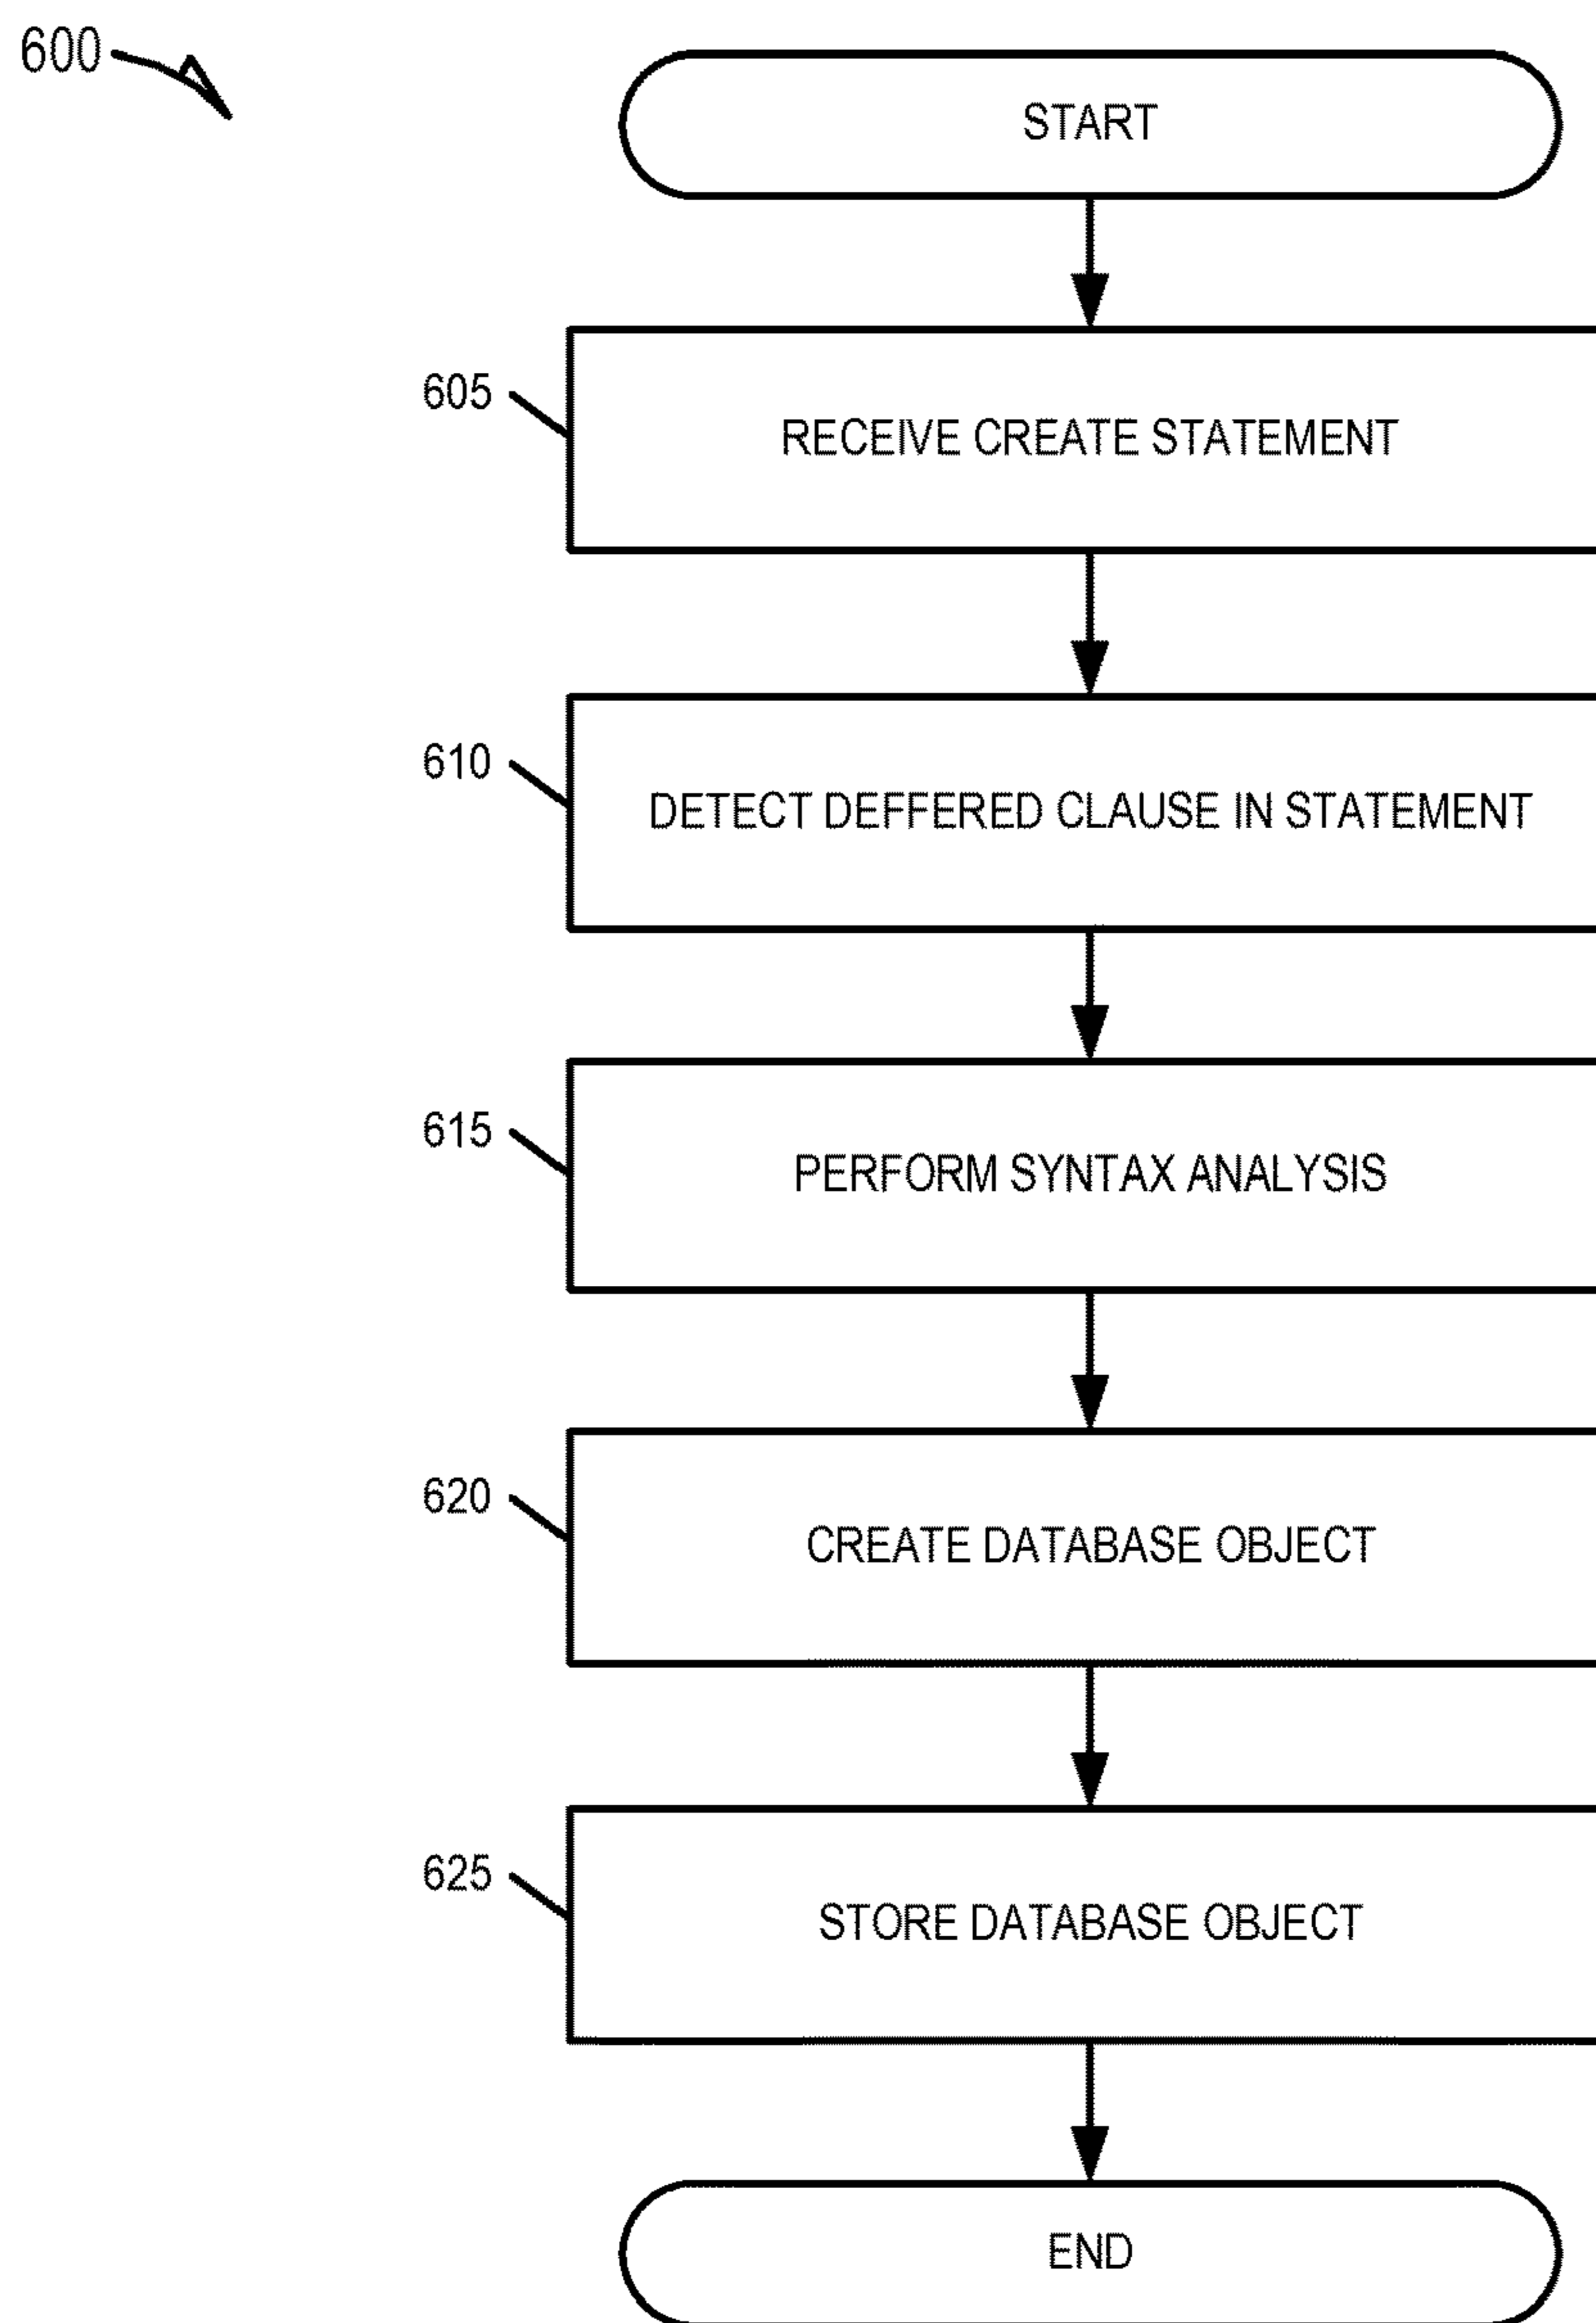 600
START
605
RECEIVE CREATE STATEMENT
610
DETECT DEFFERED CLAUSE IN STATEMENT
615
PERFORM SYNTAX ANALYSIS
620
CREATE DATABASE OBJECT
625
STORE DATABASE OBJECT
END